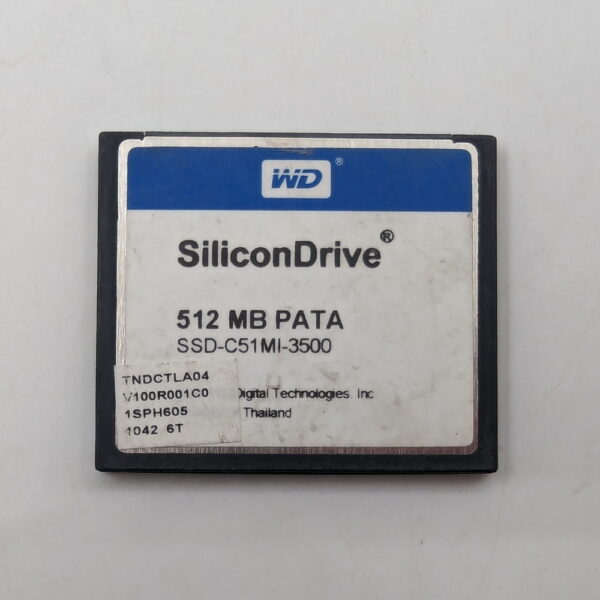 WD®
SiliconDrive®
512 MB PATA
SSD-C51MI-3500
Digital Technologies, Inc
Thailand
TNDCTLA04
V100R001C0
1SPH605
1042 6T